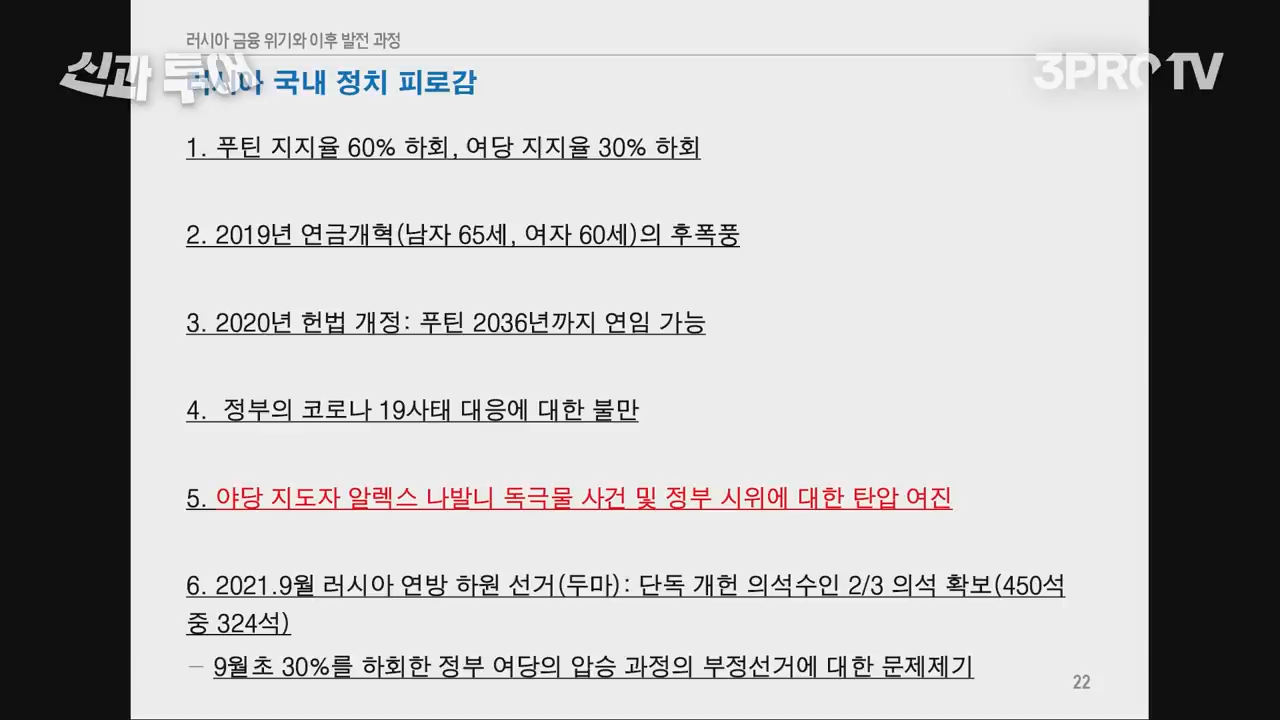 러시아 금융 위기와 이후 발전 과정
신과 투어
3PROTV
러시아 국내 정치 피로감
1. 푸틴 지지율 60% 하회, 여당 지지율 30% 하회
2. 2019년 연금개혁(남자 65세, 여자 60세)의 후폭풍
3. 2020년 헌법 개정: 푸틴 2036년까지 연임 가능
4. 정부의 코로나 19사태 대응에 대한 불만
5. 야당 지도자 알렉스 나발니 독극물 사건 및 정부 시위에 대한 탄압 여진
6. 2021.9월 러시아 연방 하원 선거(두마): 단독 개헌 의석수인 2/3 의석 확보(450석
중 324석)
– 9월초 30%를 하회한 정부 여당의 압승 과정의 부정선거에 대한 문제제기
22